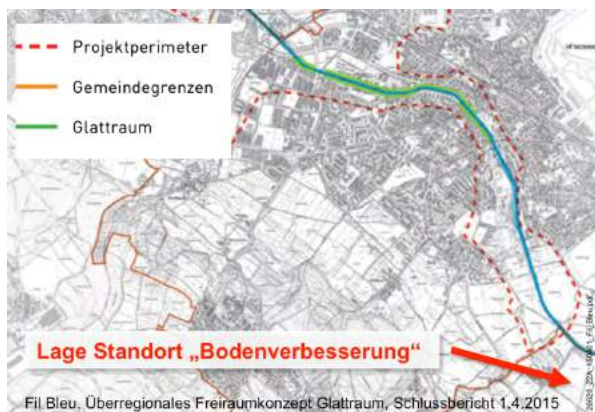 Projektperimeter
Gemeindegrenzen
Glattraum
Lage Standort „Bodenverbesserung“
Fil Bleu, Überregionales Freiraumkonzept Glattraum, Schlussbericht 1.4.2015